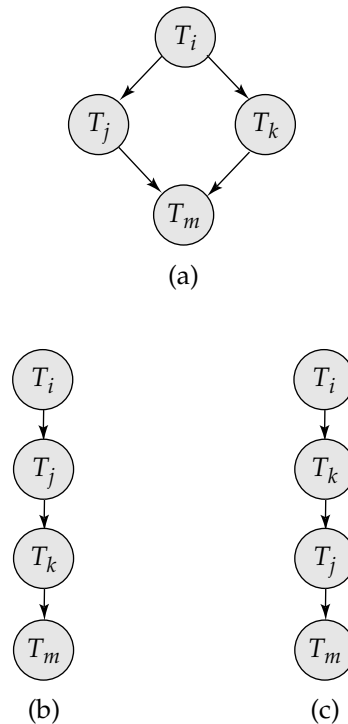 T_i
T_j T_k
T_m
(a)
T_i T_i
T_j T_k
T_k T_j
T_m T_m
(b) (c)